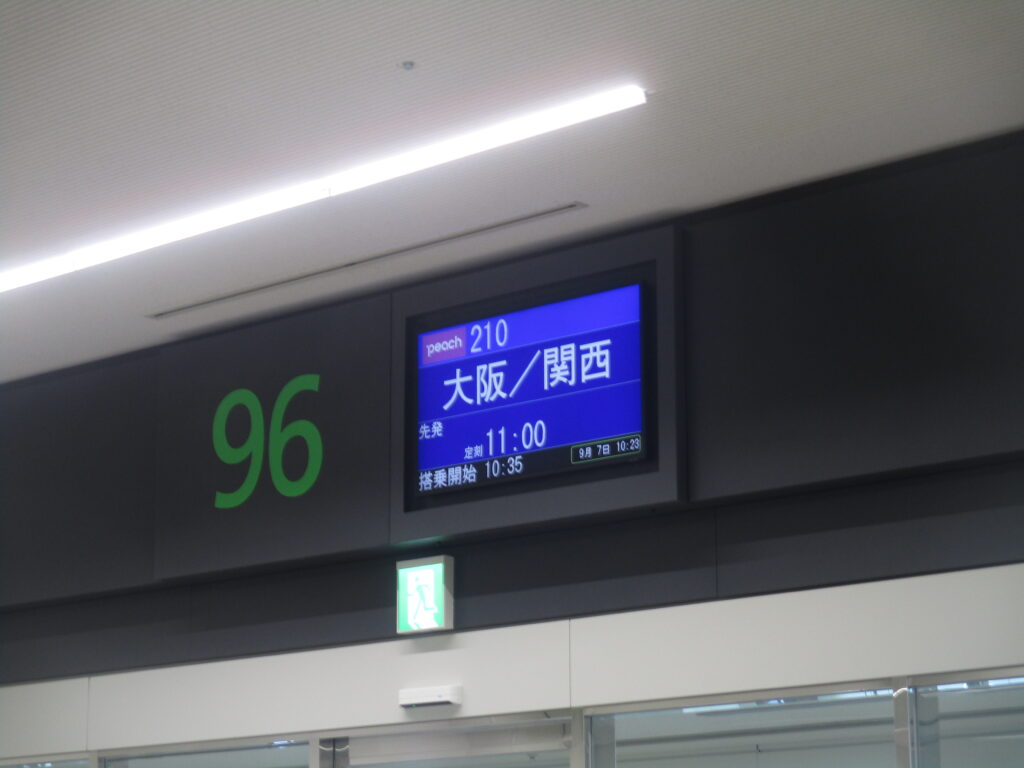 96
peach 210
大阪／関西
先発
定刻 11:00
搭乗開始 10:35
9月 7日 10:23